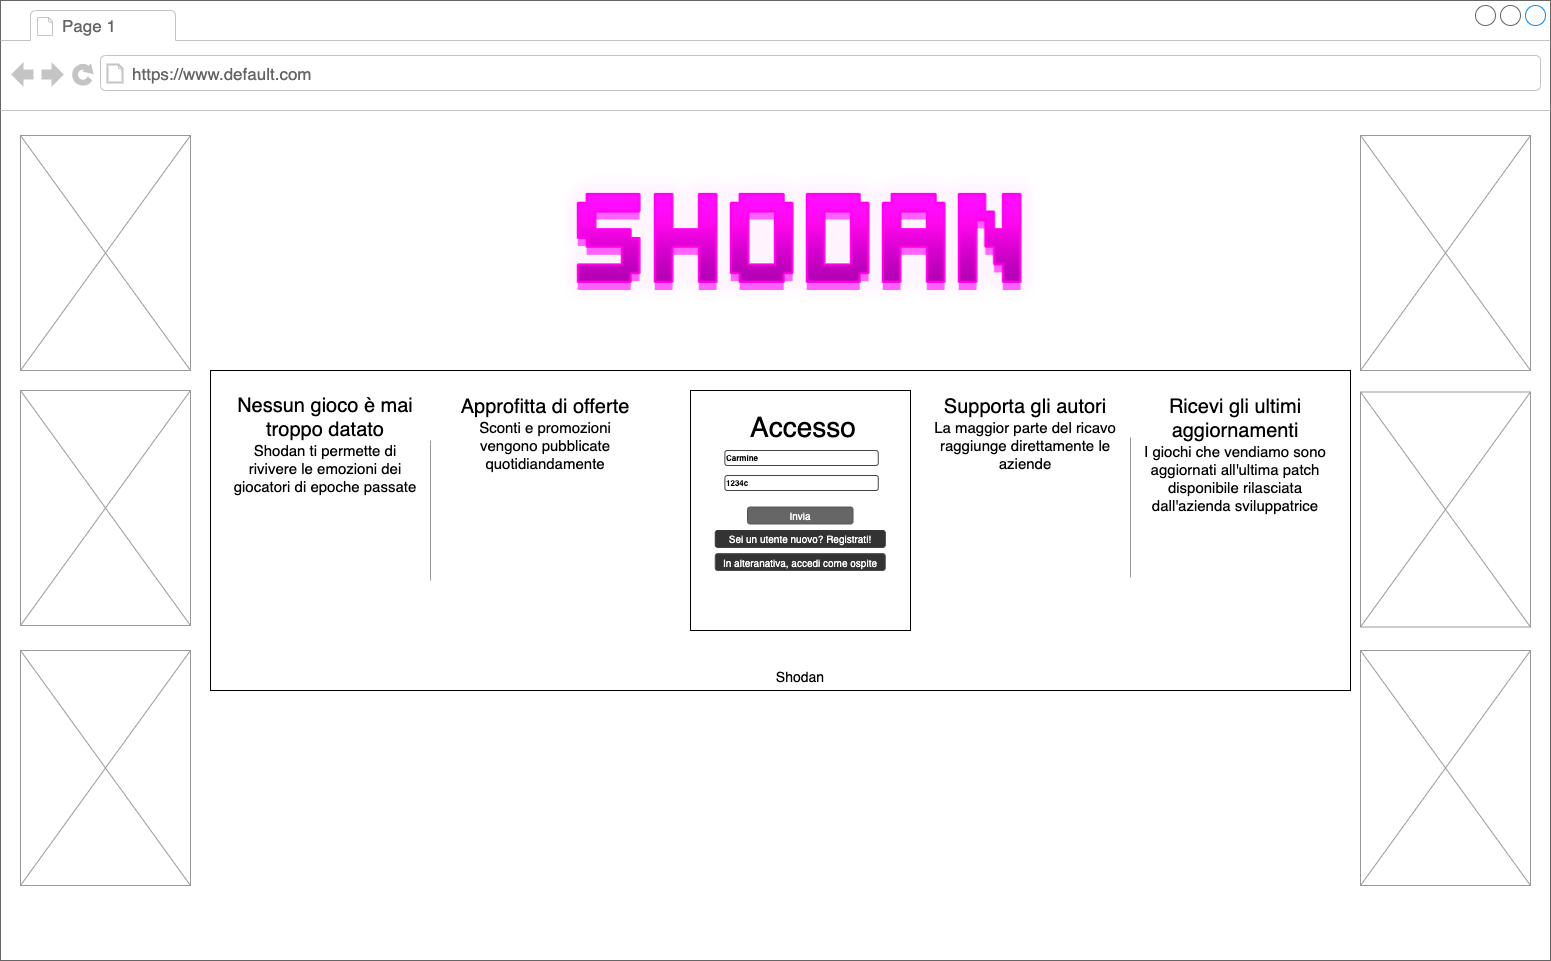 Page 1
https://www.default.com
SHODAN
Nessun gioco è mai
troppo datato
Shodan ti permette di
rivivere le emozioni dei
giocatori di epoche passate
Approfitta di offerte
Sconti e promozioni
vengono pubblicate
quotidiandamente
Accesso
Carmine
1234c
Invia
Sei un utente nuovo? Registrati!
In alteranativa, accedi come ospite
Supporta gli autori
La maggior parte del ricavo
raggiunge direttamente le
aziende
Ricevi gli ultimi
aggiornamenti
I giochi che vendiamo sono
aggiornati all'ultima patch
disponibile rilasciata
dall'azienda sviluppatrice
Shodan